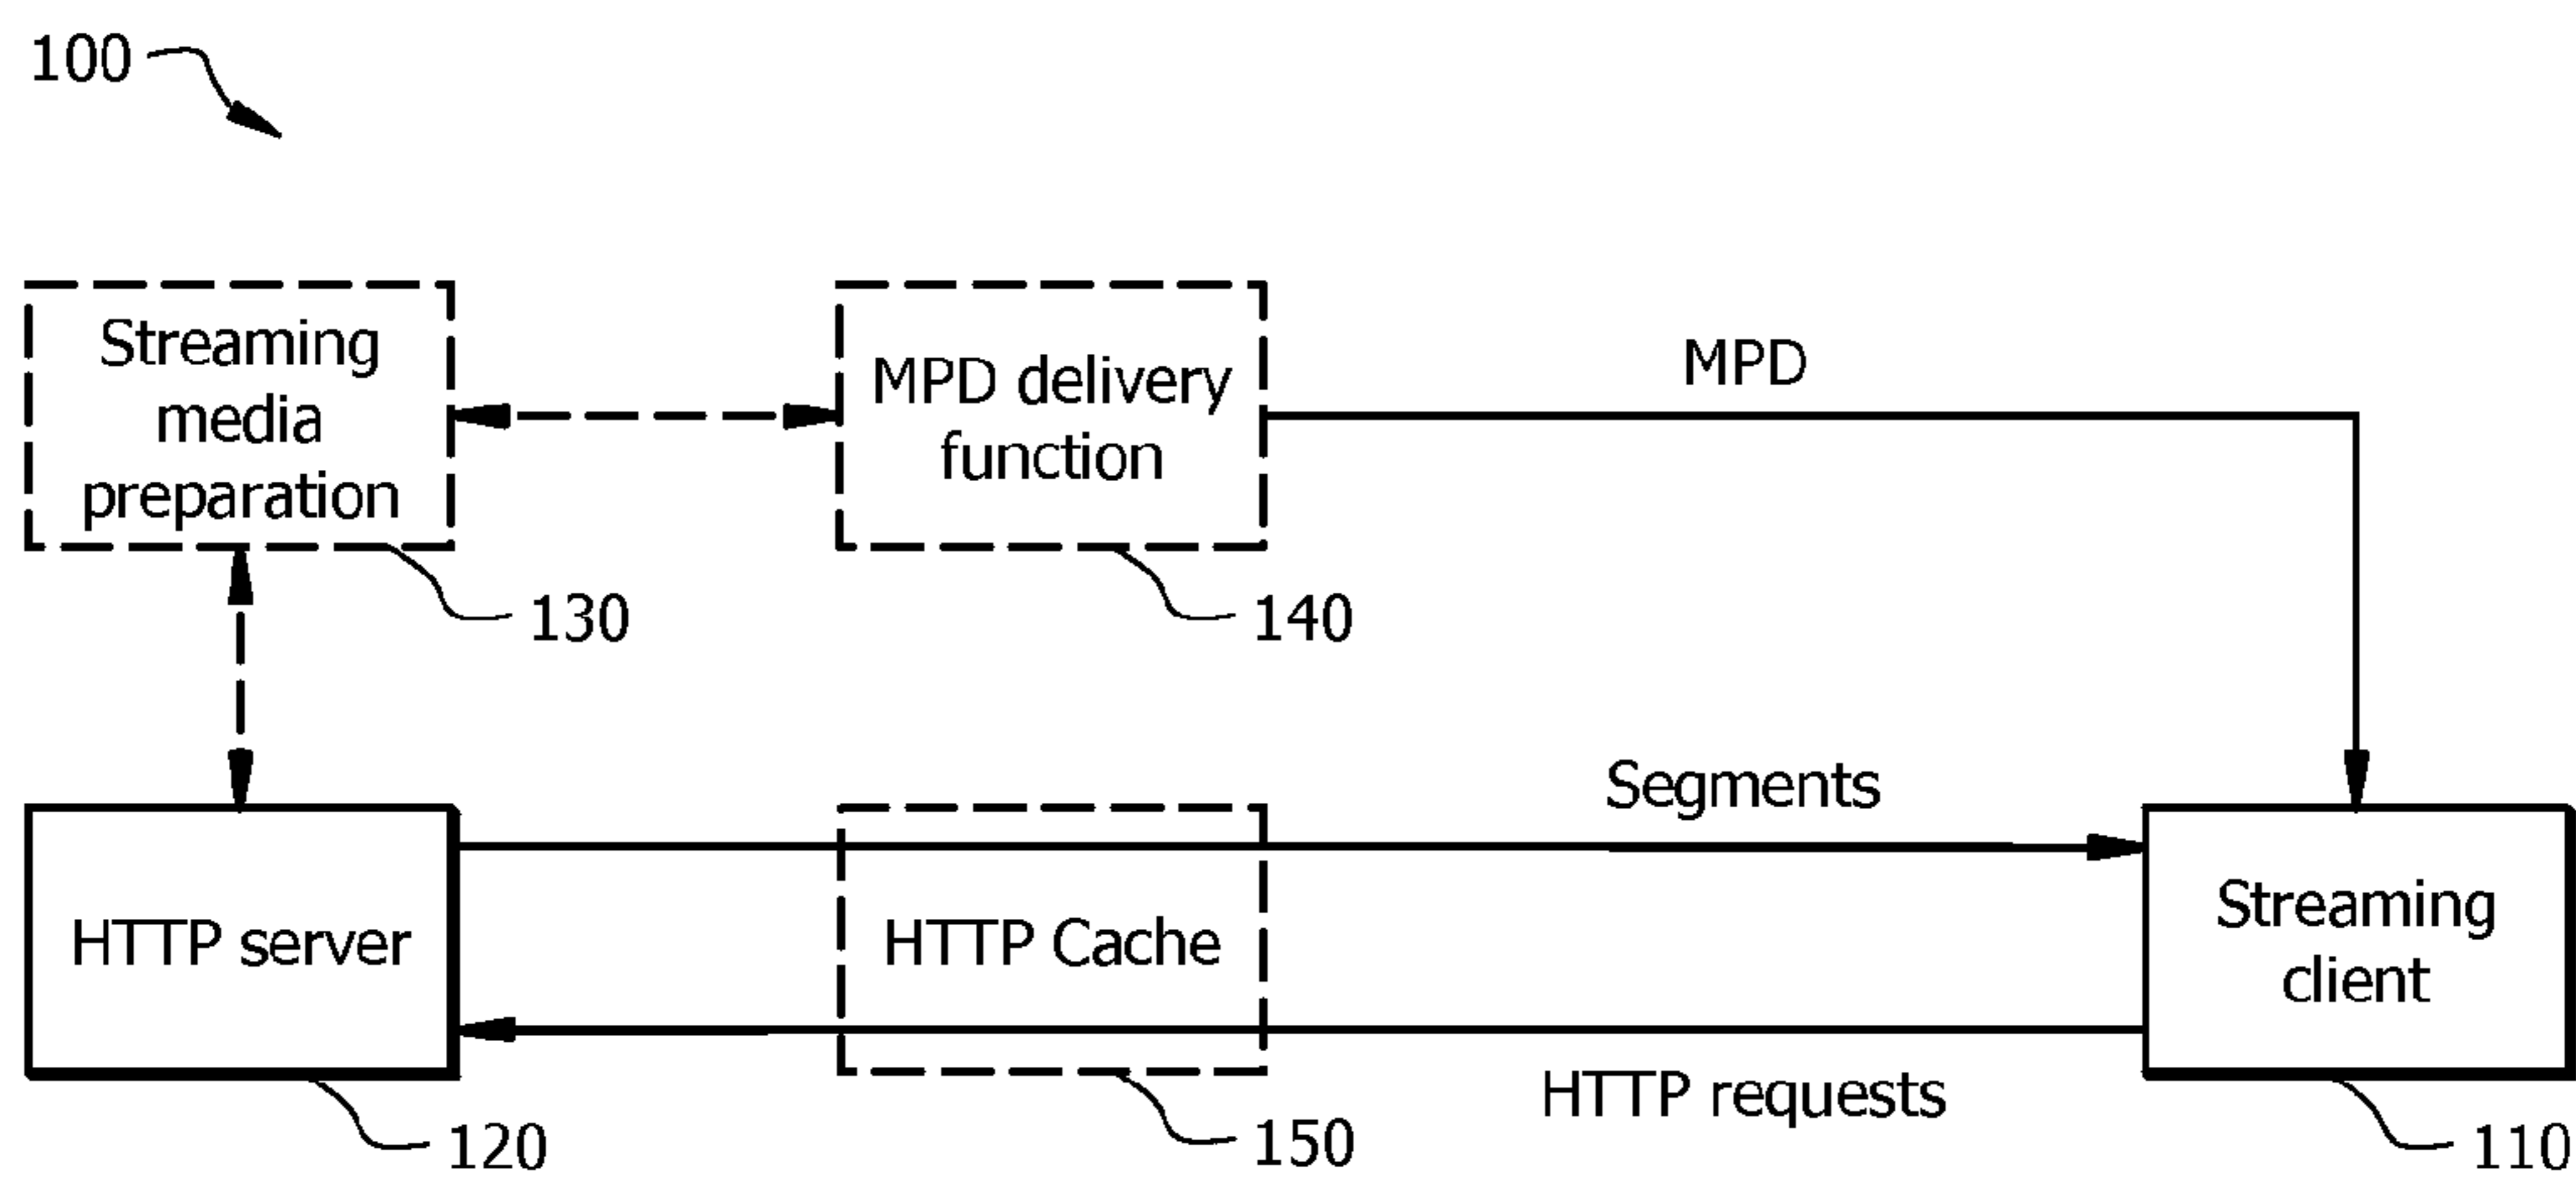 100
Streaming
media
preparation
130
MPD delivery
function
140
MPD
HTTP server
120
HTTP Cache
150
Segments
HTTP requests
Streaming
client
110